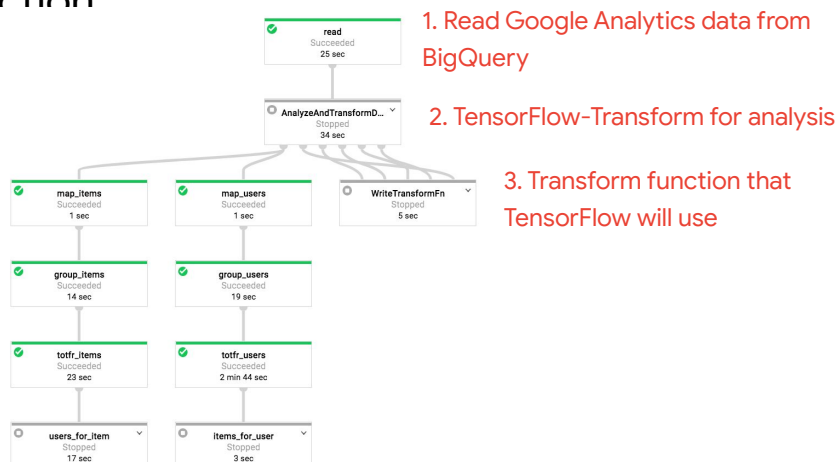 ction
read
Succeeded
25 sec
1. Read Google Analytics data from
BigQuery
AnalyzeAndTransformD...
Stopped
34 sec
2. TensorFlow-Transform for analysis
map_items
Succeeded
1 sec
map_users
Succeeded
1 sec
WriteTransformFn
Stopped
5 sec
3. Transform function that
TensorFlow will use
group_items
Succeeded
14 sec
group_users
Succeeded
19 sec
totfr_items
Succeeded
23 sec
totfr_users
Succeeded
2 min 44 sec
users_for_item
Stopped
17 sec
items_for_user
Stopped
3 sec